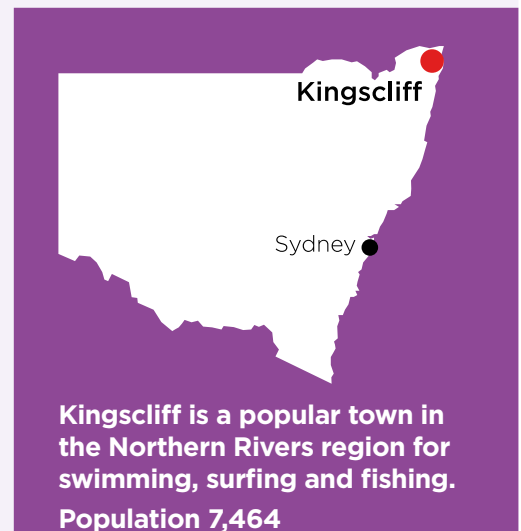 Kingscliff
Sydney
Kingscliff is a popular town in
the Northern Rivers region for
swimming, surfing and fishing.
Population 7,464